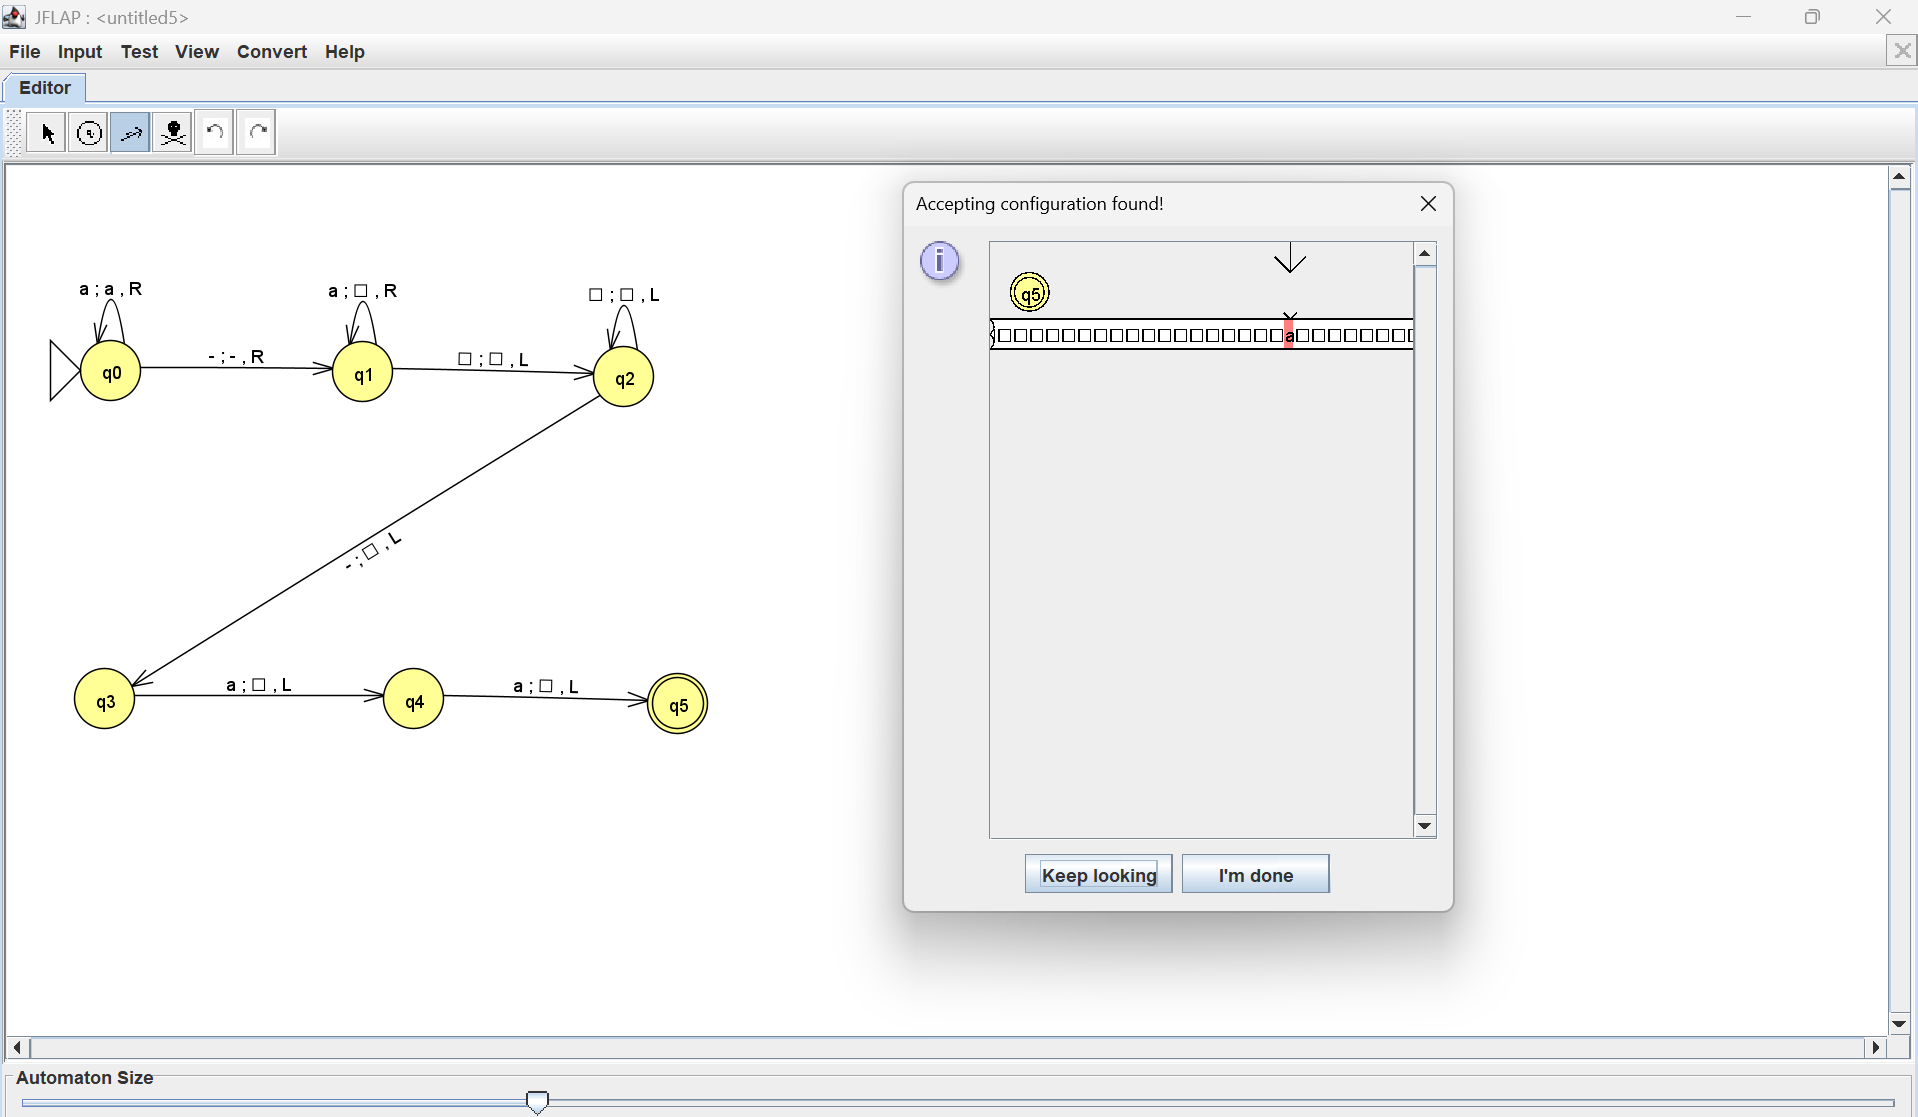 JFLAP : <untitled5>
File Input Test View Convert Help
Editor
Accepting configuration found!
q5
a
a ; a , R
a ; □ , R
□ ; □ , L
- ; - , R
□ ; □ , L
q0
q1
q2
- ; □ , L
a ; □ , L
a ; □ , L
q3
q4
q5
Keep looking
I'm done
Automaton Size